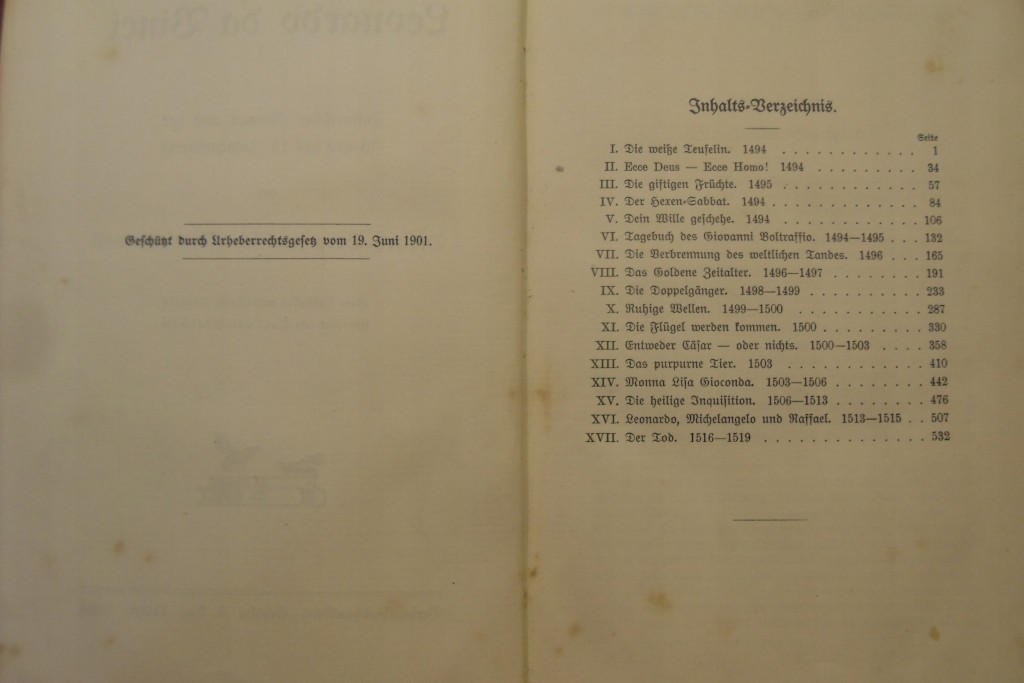 Leonardo da Vinci
Geschützt durch Urheberrechtsgesetz vom 19. Juni 1901.
Inhalts-Verzeichnis.
Seite
I. Die weiße Teufelin. 1494 . . . . . . . . . . . . 1
II. Ecce Deus — Ecce Homo! 1494 . . . . . . . . . 34
III. Die giftigen Früchte. 1495 . . . . . . . . . . . . 57
IV. Der Hexen-Sabbat. 1494 . . . . . . . . . . . . . 84
V. Dein Wille geschehe. 1494 . . . . . . . . . . . . 106
VI. Tagebuch des Giovanni Boltraffio. 1494—1495 . . . 132
VII. Die Verbrennung des weltlichen Tandes. 1496 . . . 165
VIII. Das Goldene Zeitalter. 1496—1497 . . . . . . . . 191
IX. Die Doppelgänger. 1498—1499 . . . . . . . . . . 233
X. Ruhige Wellen. 1499—1500 . . . . . . . . . . . 287
XI. Die Flügel werden kommen. 1500 . . . . . . . . . 330
XII. Entweder Cäsar — oder nichts. 1500—1503 . . . . 358
XIII. Das purpurne Tier. 1503 . . . . . . . . . . . . 410
XIV. Monna Lisa Gioconda. 1503—1506 . . . . . . . . 442
XV. Die heilige Inquisition. 1506—1513 . . . . . . . . 476
XVI. Leonardo, Michelangelo und Raffael. 1513—1515 . . 507
XVII. Der Tod. 1516—1519 . . . . . . . . . . . . . . 532